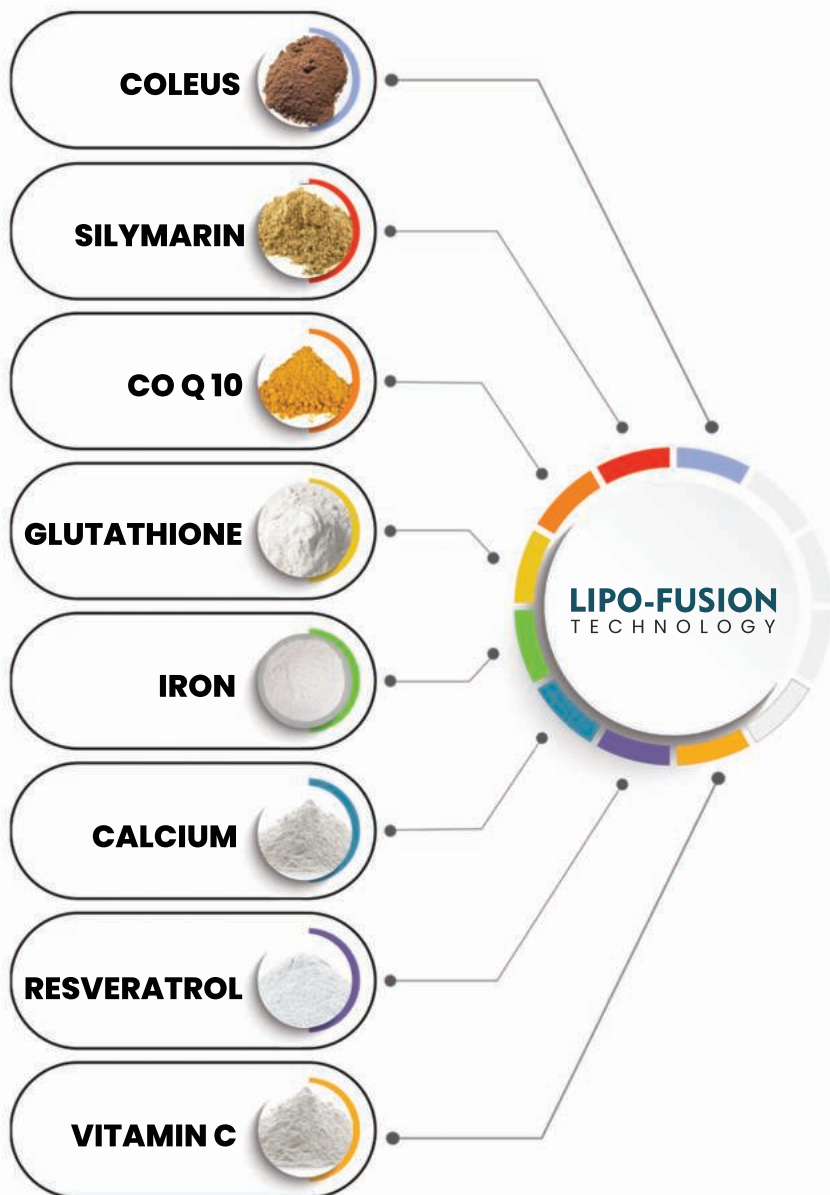 COLEUS
SILYMARIN
CO Q 10
GLUTATHIONE
IRON
CALCIUM
RESVERATROL
VITAMIN C
LIPO-FUSION
TECHNOLOGY